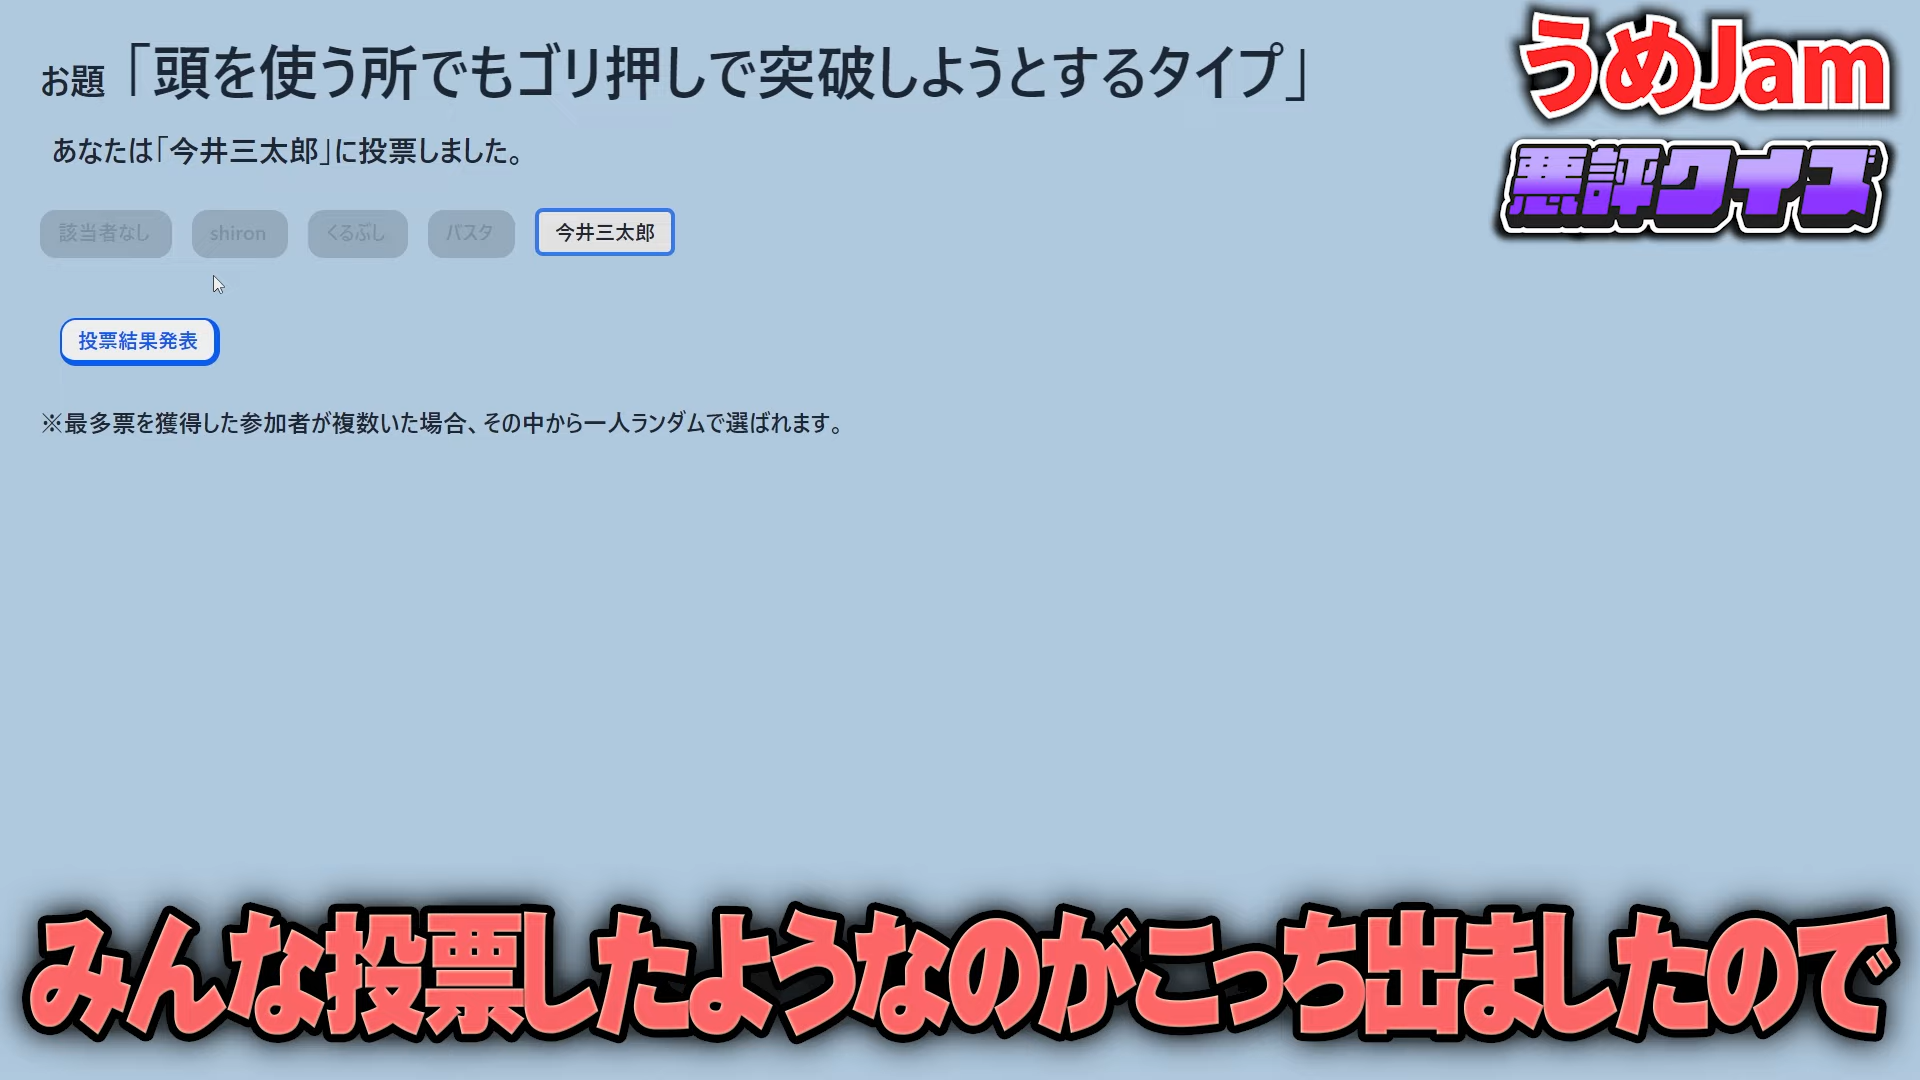 お題「頭を使う所でもゴリ押しで突破しようとするタイプ」
あなたは「今井三太郎」に投票しました。
該当者なし
shiron
くるぶし
パスタ
今井三太郎
投票結果発表
※最多票を獲得した参加者が複数いた場合、その中から一人ランダムで選ばれます。
うめJam
悪評クイズ
みんな投票したようなのがこっち出ましたので